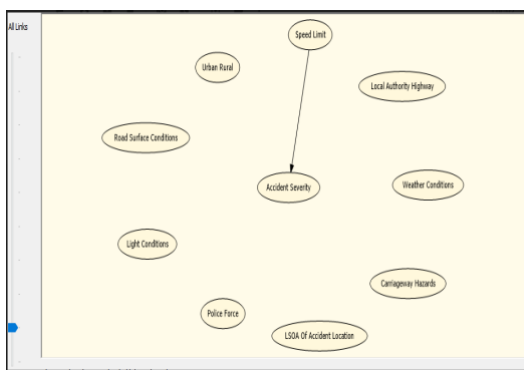 All Links
Speed Limit
Urban Rural
Local Authority Highway
Road Surface Conditions
Accident Severity
Weather Conditions
Light Conditions
Carriageway Hazards
Police Force
LSOA Of Accident Location